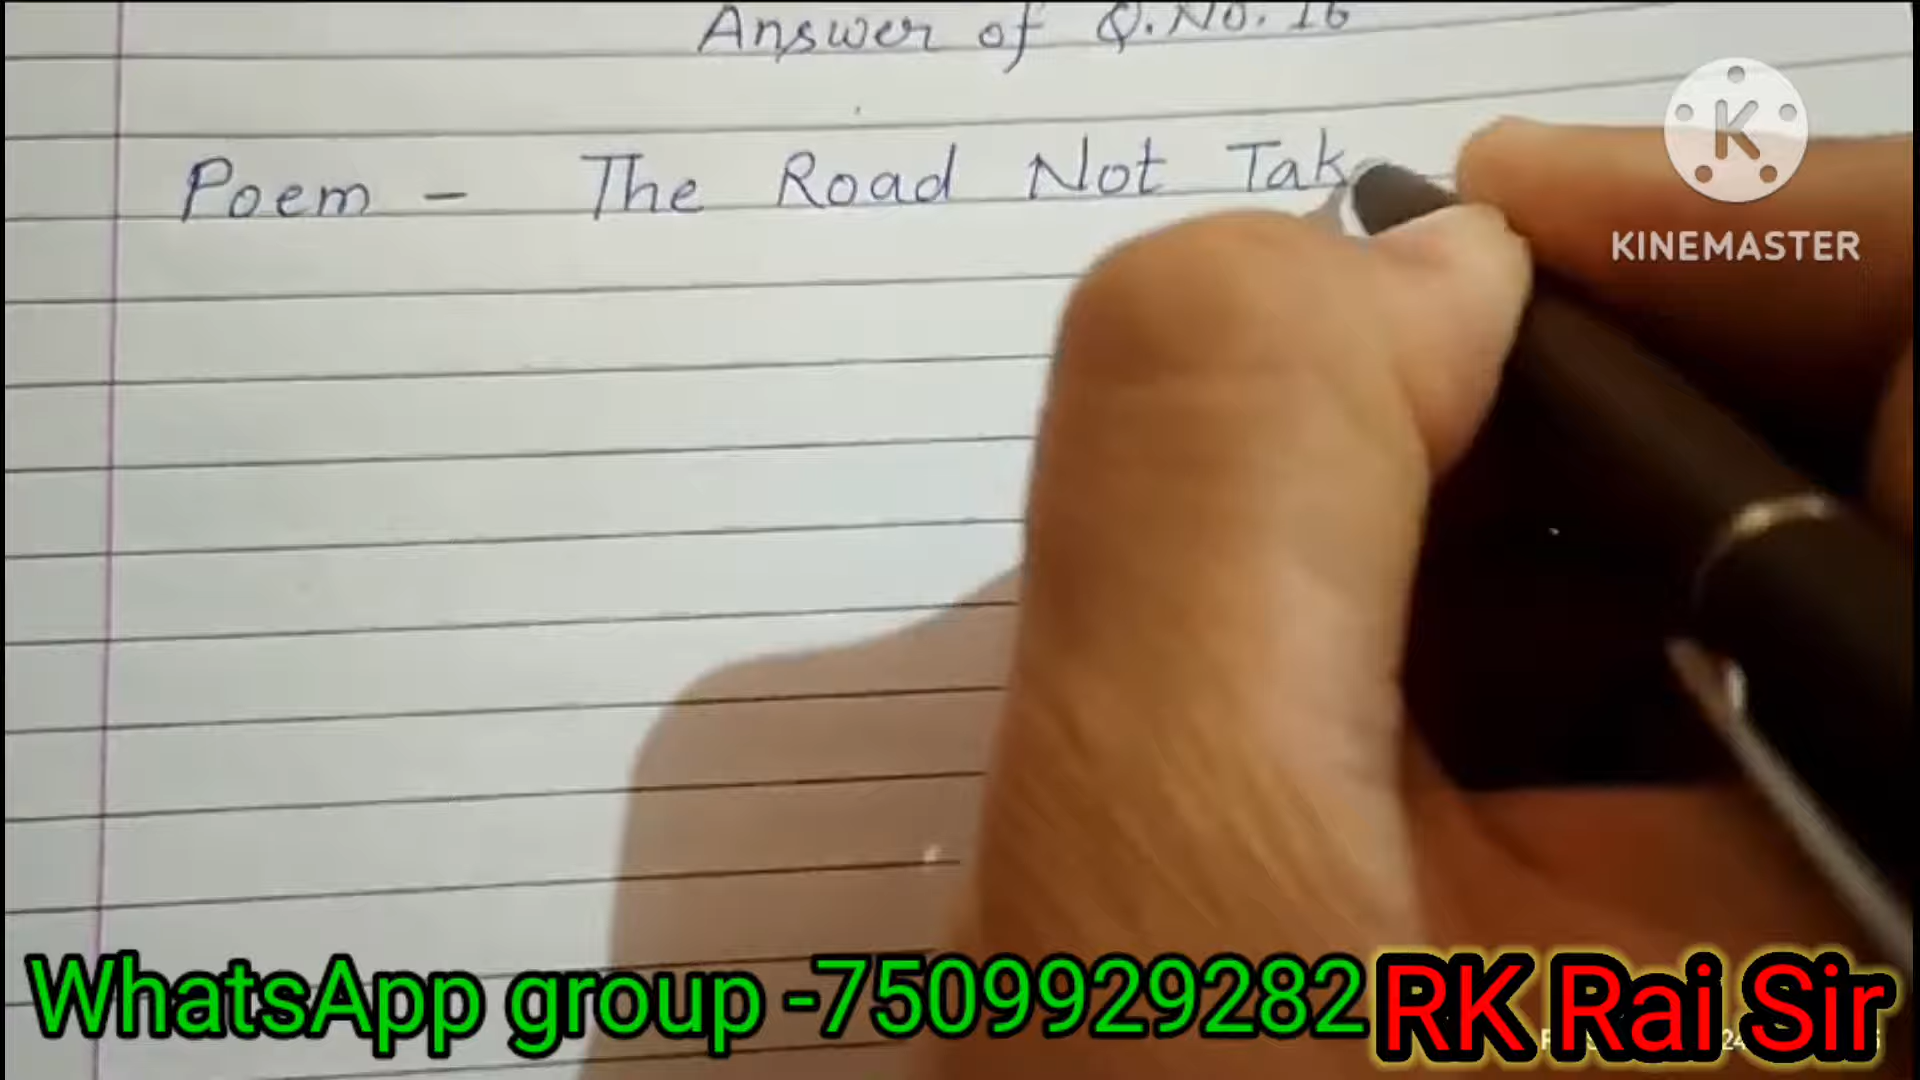 Answer of Q.No. 16
Poem - The Road Not Tak
KINEMASTER
WhatsApp group -7509929282 RK Rai Sir